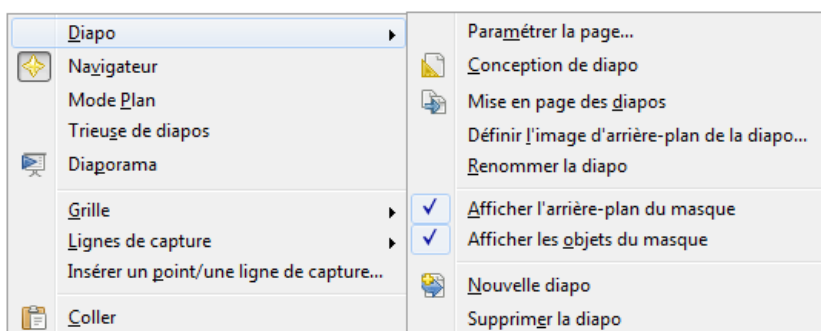 Diapo
Navigateur
Mode Plan
Trieuse de diapos
Diaporama
Grille
Lignes de capture
Insérer un point/une ligne de capture...
Coller
Paramétrer la page...
Conception de diapo
Mise en page des diapos
Définir l'image d'arrière-plan de la diapo...
Renommer la diapo
Afficher l'arrière-plan du masque
Afficher les objets du masque
Nouvelle diapo
Supprimer la diapo